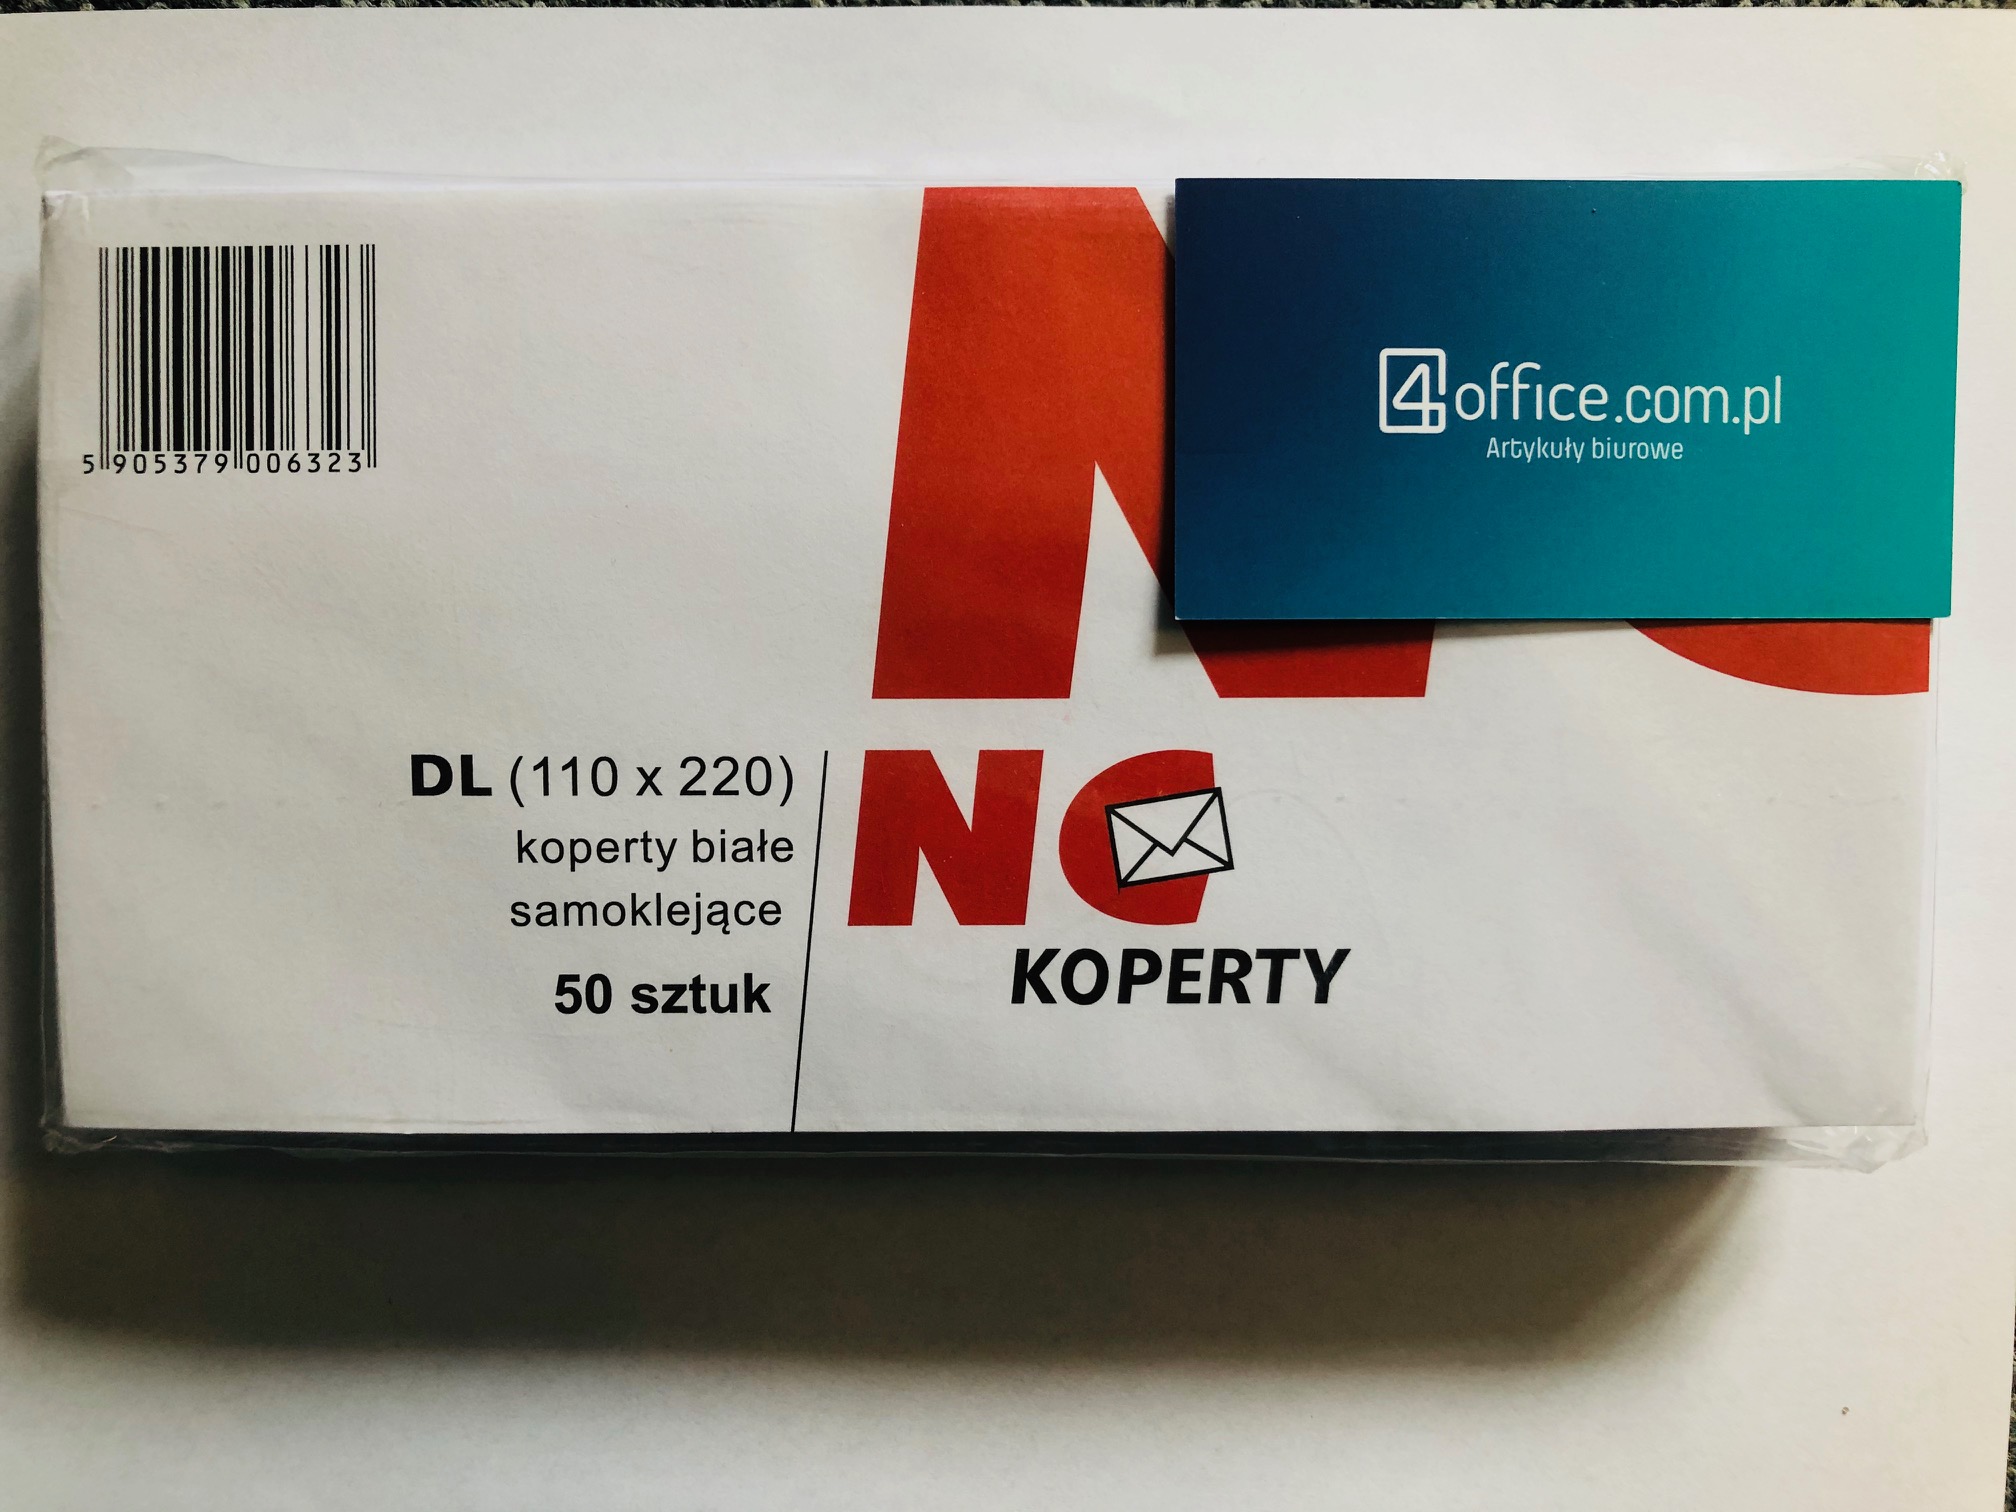 5 905379 006323
4office.com.pl
Artykuły biurowe
DL (110 x 220)
koperty białe
samoklejące
50 sztuk
NC
KOPERTY